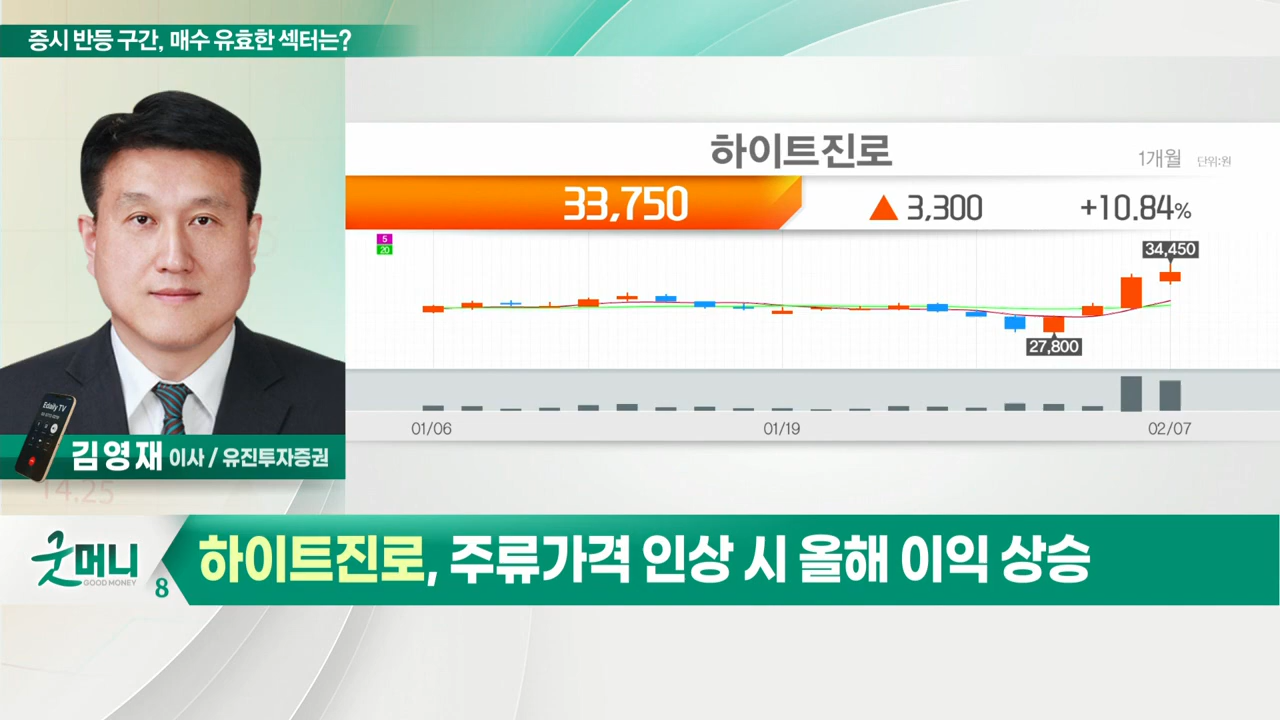 증시 반등 구간, 매수 유효한 섹터는?
하이트진로
1개월 단위:원
33,750 ▲ 3,300 +10.84%
5
20
34,450
27,800
01/06 01/19 02/07
Edaily TV
김영재 이사 / 유진투자증권
14.25
굿머니
GOOD MONEY
8
하이트진로, 주류가격 인상 시 올해 이익 상승